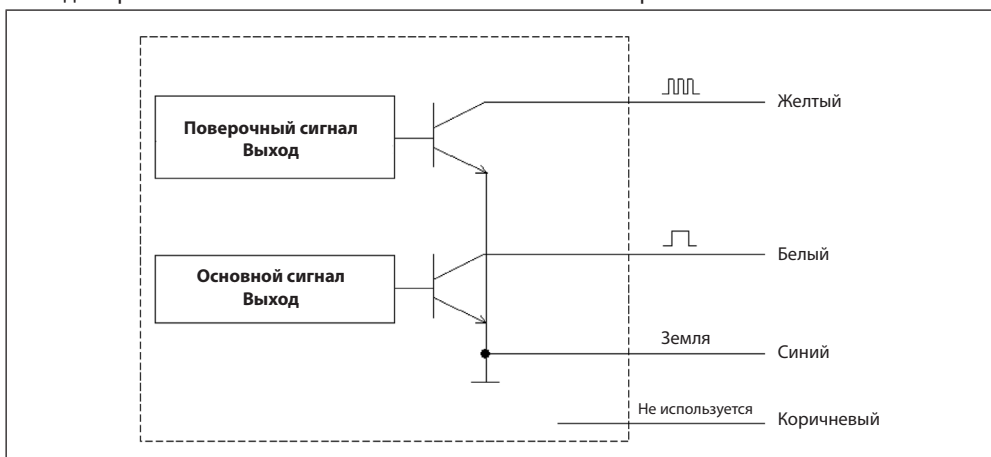 Поверочный сигнал
Выход
Желтый
Основной сигнал
Выход
Белый
Земля
Синий
Не используется
Коричневый